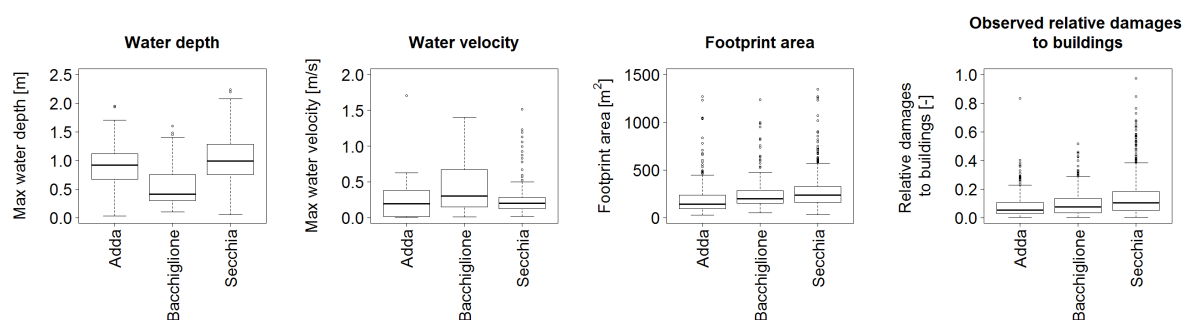 Water depth
Max water depth [m]
2.5
2.0
1.5
1.0
0.5
0.0
Adda
Bacchiglione
Secchia
Water velocity
Max water velocity [m/s]
2.0
1.5
1.0
0.5
0.0
Adda
Bacchiglione
Secchia
Footprint area
Footprint area [m²]
1500
1000
500
0
Adda
Bacchiglione
Secchia
Observed relative damages
to buildings
Relative damages
to buildings [-]
1.0
0.8
0.6
0.4
0.2
0.0
Adda
Bacchiglione
Secchia